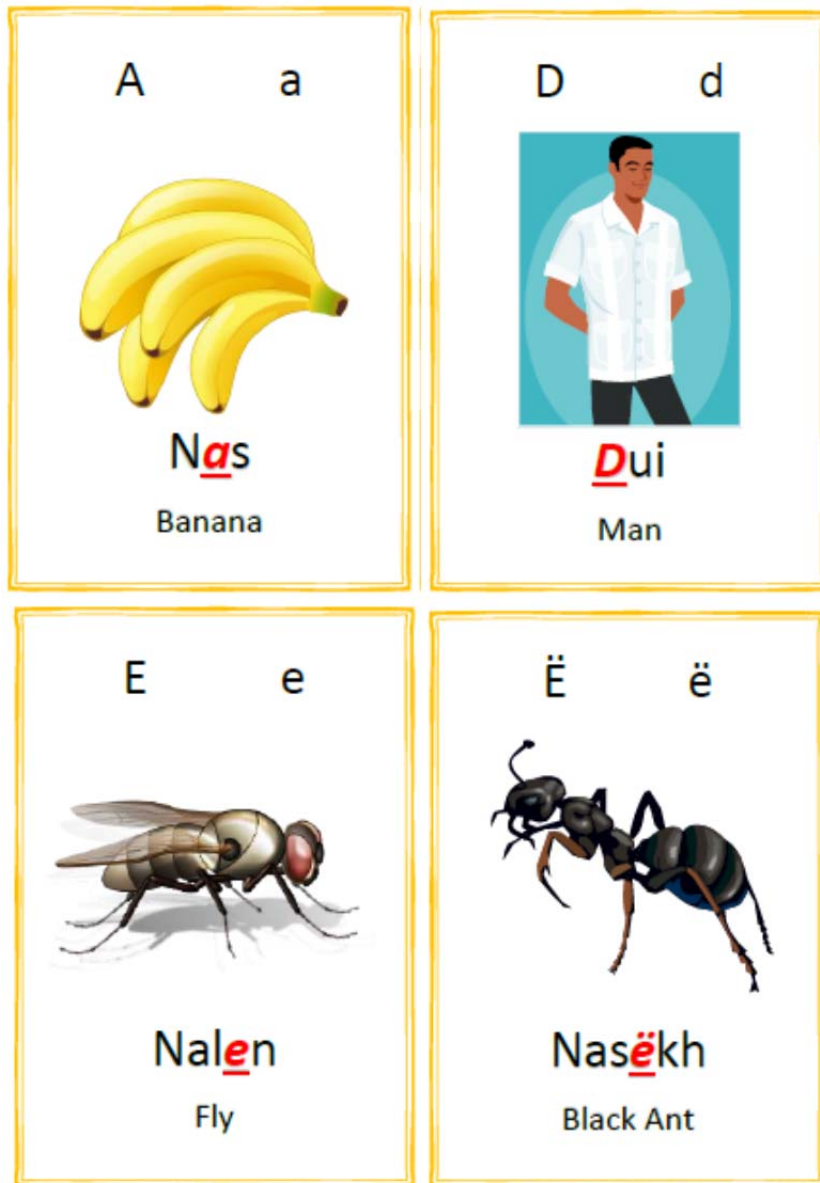 A a
Nas
Banana
D d
Dui
Man
E e
Nalen
Fly
Ë ë
Nasëkh
Black Ant